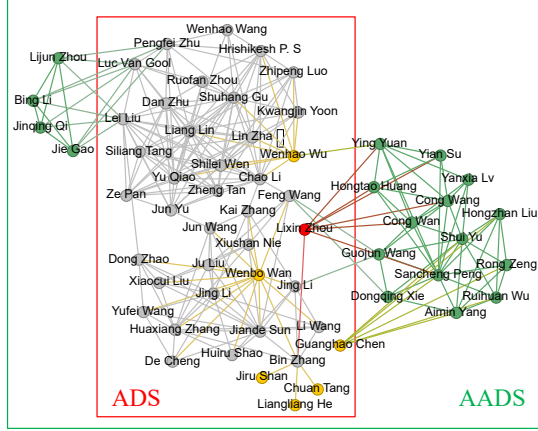 Wenhao Wang
Pengfei Zhu
Hrishikesh P. S
Lijun Zhou
Luc Van Gool
Zhipeng Luo
Ruofan Zhou
Bing Li
Dan Zhu
Shuhang Gu
Kwangjin Yoon
Lei Liu
Jinqing Qi
Liang Lin
Lin Zha
Ying Yuan
Jie Gao
Siliang Tang
Wenhao Wu
Yian Su
Shilei Wen
Yu Qiao
Chao Li
Yanxia Lv
Zheng Tan
Hongtao Huang
Ze Pan
Feng Wang
Cong Wang
Jun Yu
Kai Zhang
Hongzhan Liu
Cong Wan
Jun Wang
Lixin Zhou
Shui Yu
Xiushan Nie
Guojun Wang
Dong Zhao
Ju Liu
Rong Zeng
Wenbo Wan
Sancheng Peng
Xiaocui Liu
Jing Li
Jing Li
Dongqing Xie
Ruihuan Wu
Yufei Wang
Aimin Yang
Huaxiang Zhang
Jiande Sun
Li Wang
Guanghao Chen
De Cheng
Huiru Shao
Bin Zhang
Jiru Shan
Chuan Tang
Liangliang He
ADS
AADS